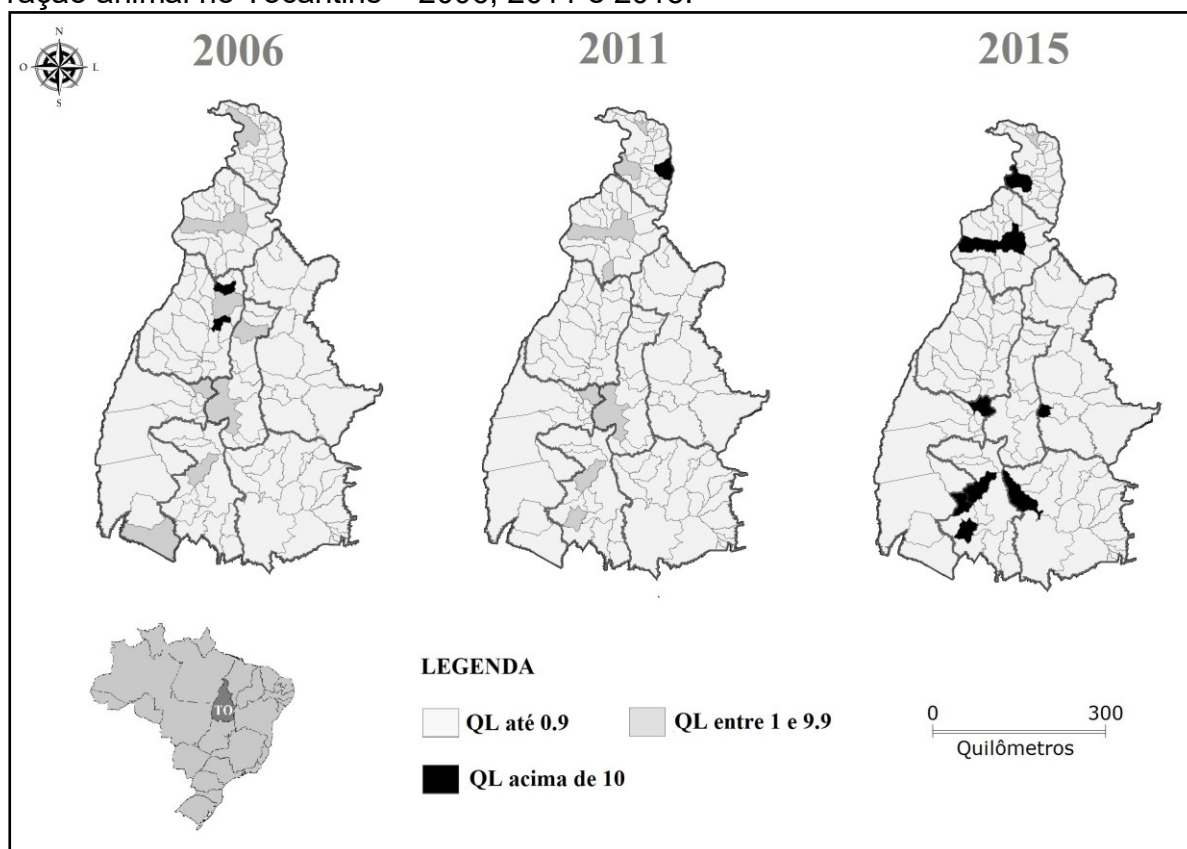 ração animal no Tocantins – 2006, 2011 e 2015.
2006
2011
2015
N
O
L
S
TO
LEGENDA
QL até 0.9
QL entre 1 e 9.9
QL acima de 10
0
300
Quilômetros